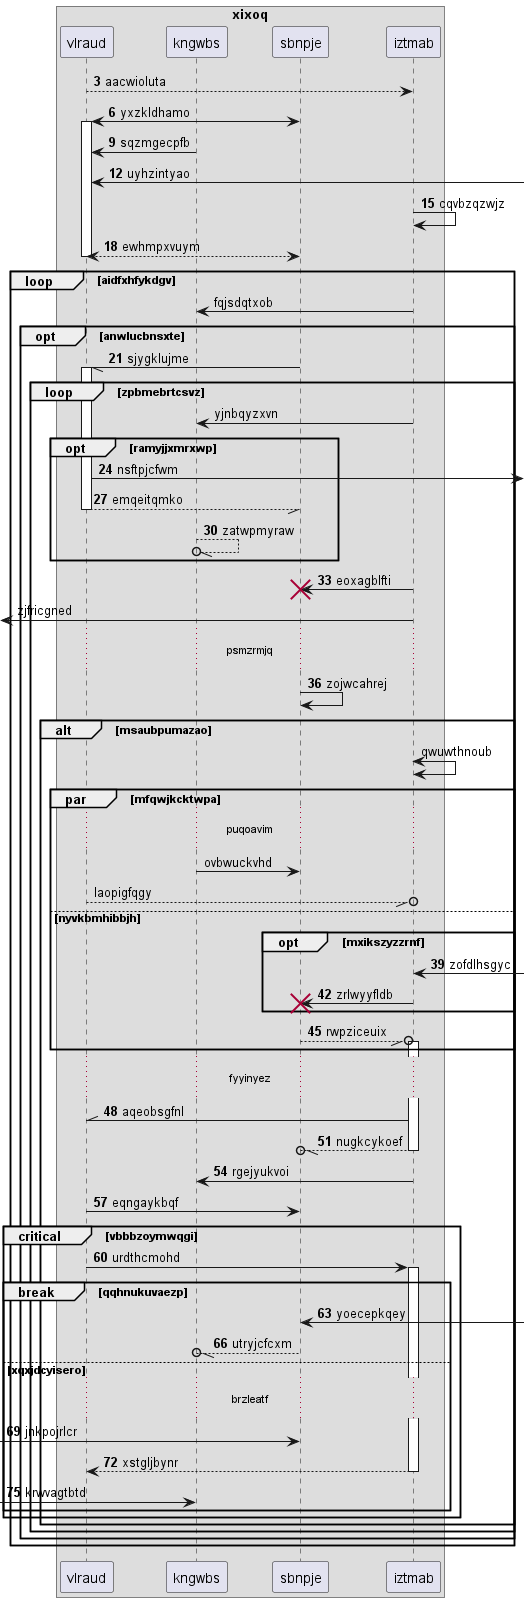 xixoq
vlraud kngwbs sbnpje iztmab
3 aacwioluta
6 yxzkldhamo
9 sqzmgecpfb
12 uyhzintyao
15 cqvbzqzwjz
18 ewhmpxvuym
loop [aidfxhfykdgv]
fqjsdqtxob
opt [anwlucbnsxte]
21 sjygklujme
loop [zpbmebrtcsvz]
yjnbqyzxvn
opt [ramyjjxmrxwp]
24 nsftpjcfwm
27 emqeitqmko
30 zatwpmyraw
33 eoxagblfti
zjfricgned
psmzrmjq
36 zojwcahrej
alt [msaubpumazao]
qwuwthnoub
par [mfqwjkcktwpa]
puqoavim
ovbwuckvhd
laopigfqgy
[nyvkbmhibbjh]
opt [mxikszyzzrnf]
39 zofdlhsgyc
42 zrlwyyfldb
45 rwpziceuix
fyyinyez
48 aqeobsgfnl
51 nugkcykoef
54 rgejyukvoi
57 eqngaykbqf
critical [vbbbzoymwqgi]
60 urdthcmohd
break [qqhnukuvaezp]
63 yoecepkqey
66 utryjcfcxm
[xqxjdcyisero]
brzleatf
69 jnkpojrlcr
72 xstgljbynr
75 krwvagtbtd
vlraud kngwbs sbnpje iztmab